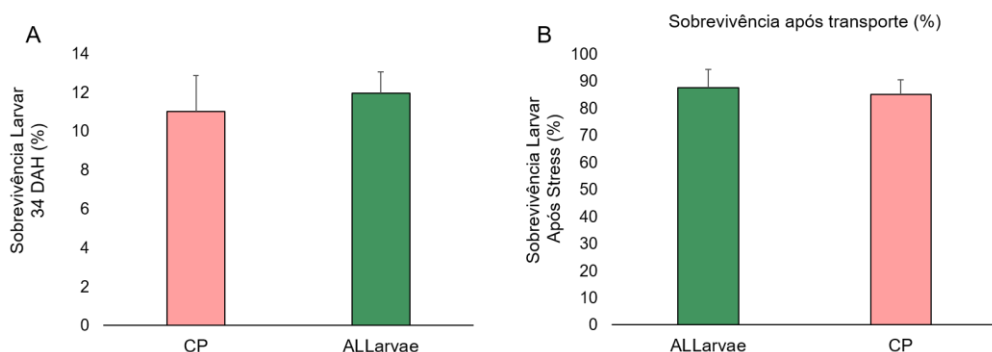 A
Sobrevivência Larvar
34 DAH (%)
14
12
10
8
6
4
2
0
CP
ALLarvae
Sobrevivência após transporte (%)
B
Sobrevivência Larvar
Após Stress (%)
100
90
80
70
60
50
40
30
20
10
0
ALLarvae
CP